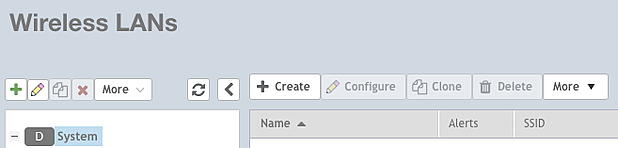 Wireless LANs
More
Create Configure Clone Delete More
Name Alerts SSID
D System